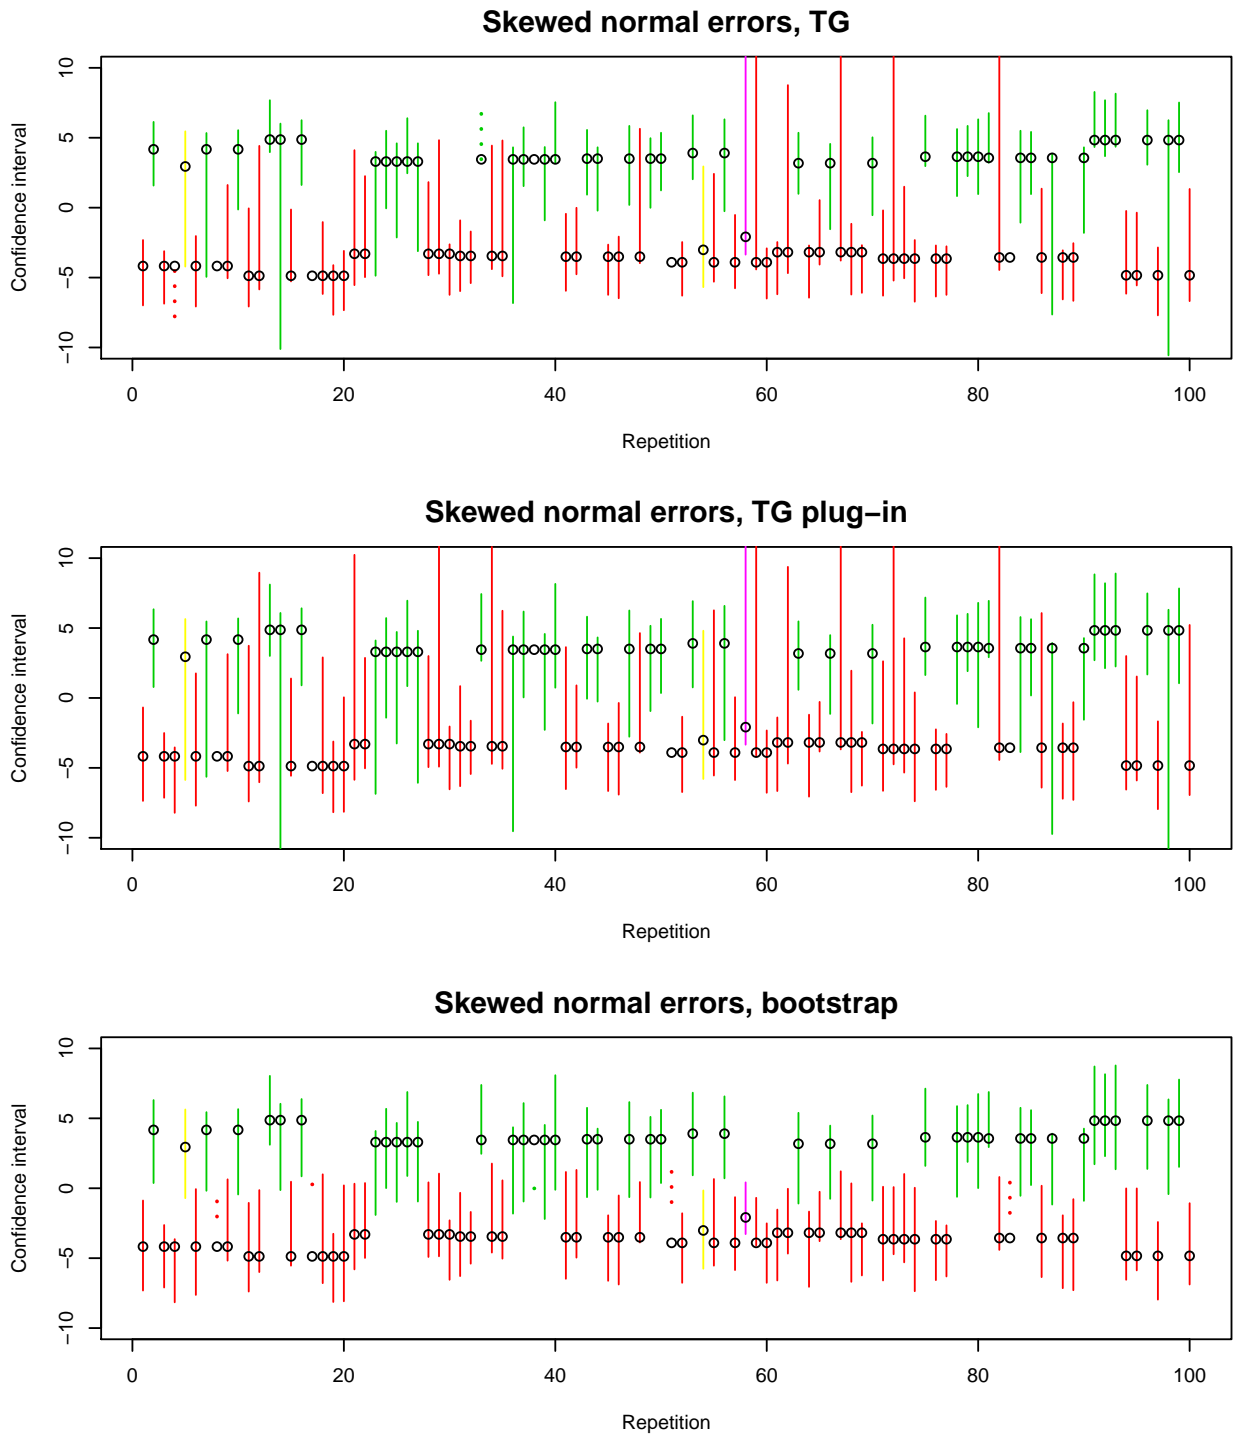 Skewed normal errors, TG
10
5
0
−5
−10
Confidence interval
0 20 40 60 80 100
Repetition
Skewed normal errors, TG plug−in
10
5
0
−5
−10
Confidence interval
0 20 40 60 80 100
Repetition
Skewed normal errors, bootstrap
10
5
0
−5
−10
Confidence interval
0 20 40 60 80 100
Repetition